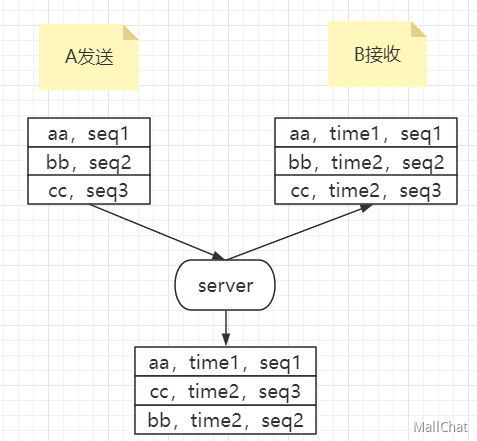 A发送
B接收
aa，seq1
bb，seq2
cc，seq3
aa，time1，seq1
bb，time2，seq2
cc，time2，seq3
server
aa，time1，seq1
cc，time2，seq3
bb，time2，seq2
MallChat